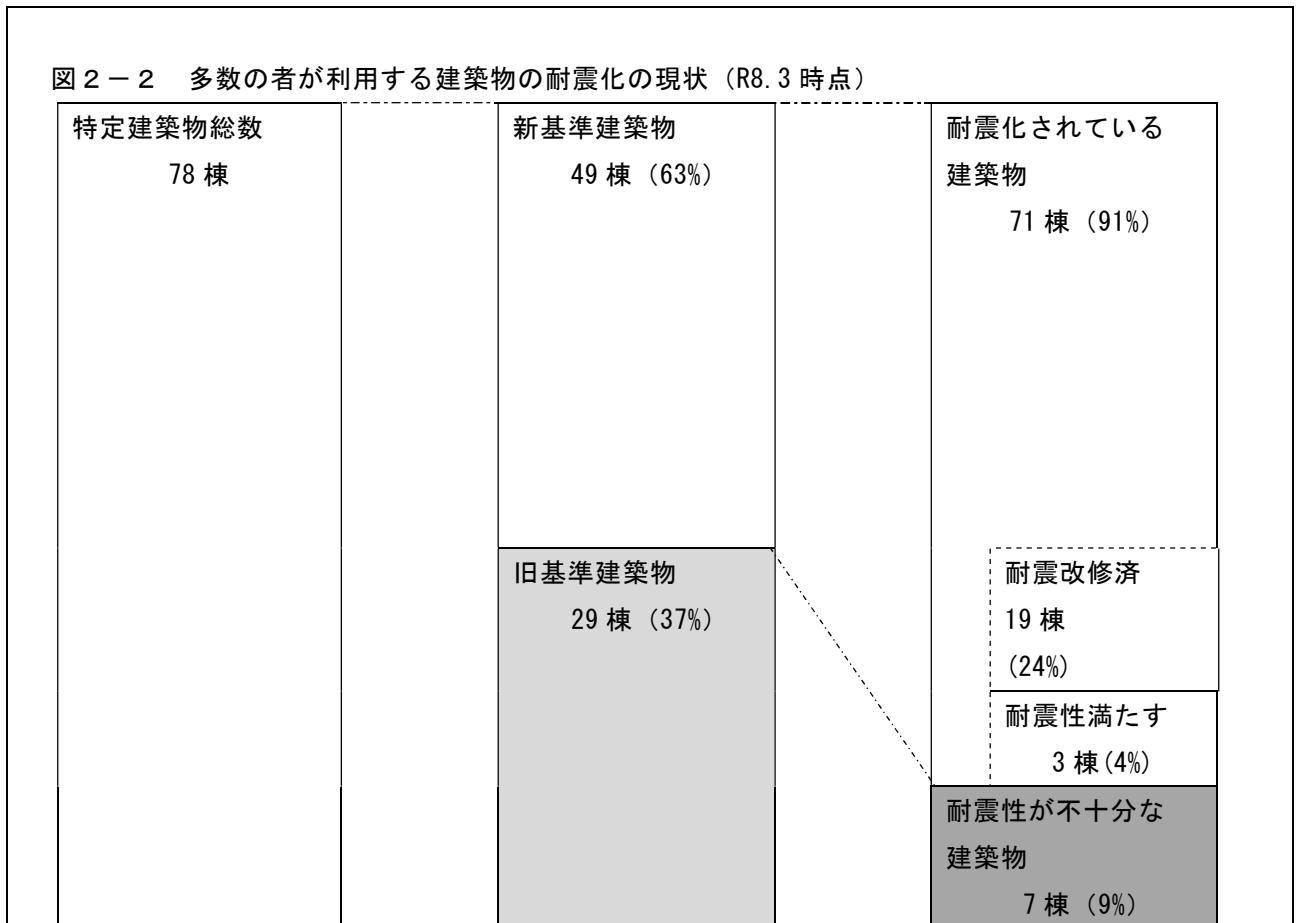 図２－２　多数の者が利用する建築物の耐震化の現状（R8.3 時点）
特定建築物総数
78 棟
新基準建築物
49 棟（63%）
旧基準建築物
29 棟（37%）
耐震化されている
建築物
71 棟（91%）
耐震改修済
19 棟
(24%)
耐震性満たす
3 棟(4%)
耐震性が不十分な
建築物
7 棟（9%）